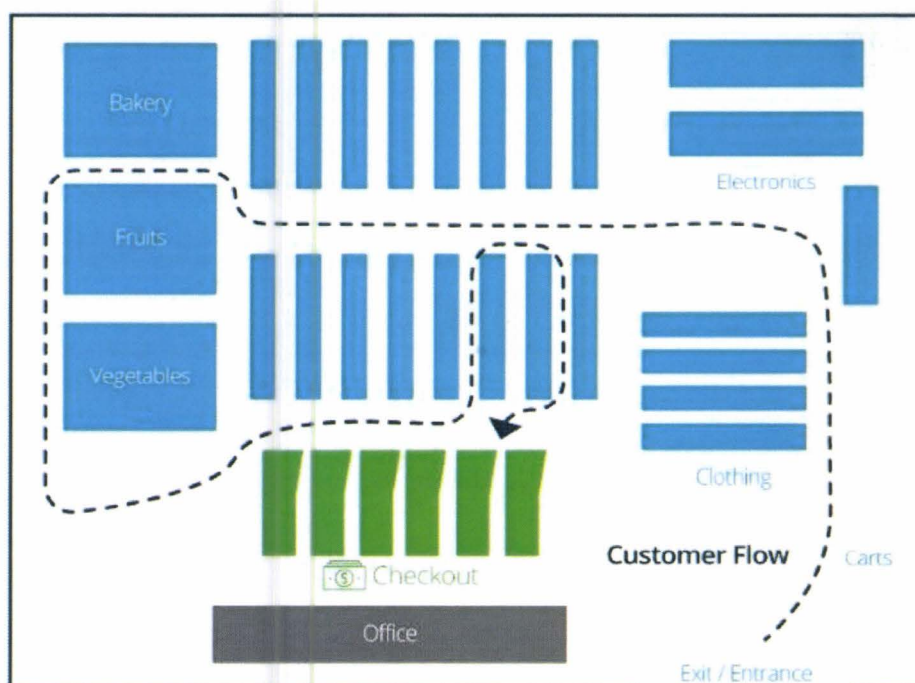 Bakery
Electronics
Fruits
Vegetables
Clothing
Customer Flow
Carts
$ Checkout
Office
Exit / Entrance